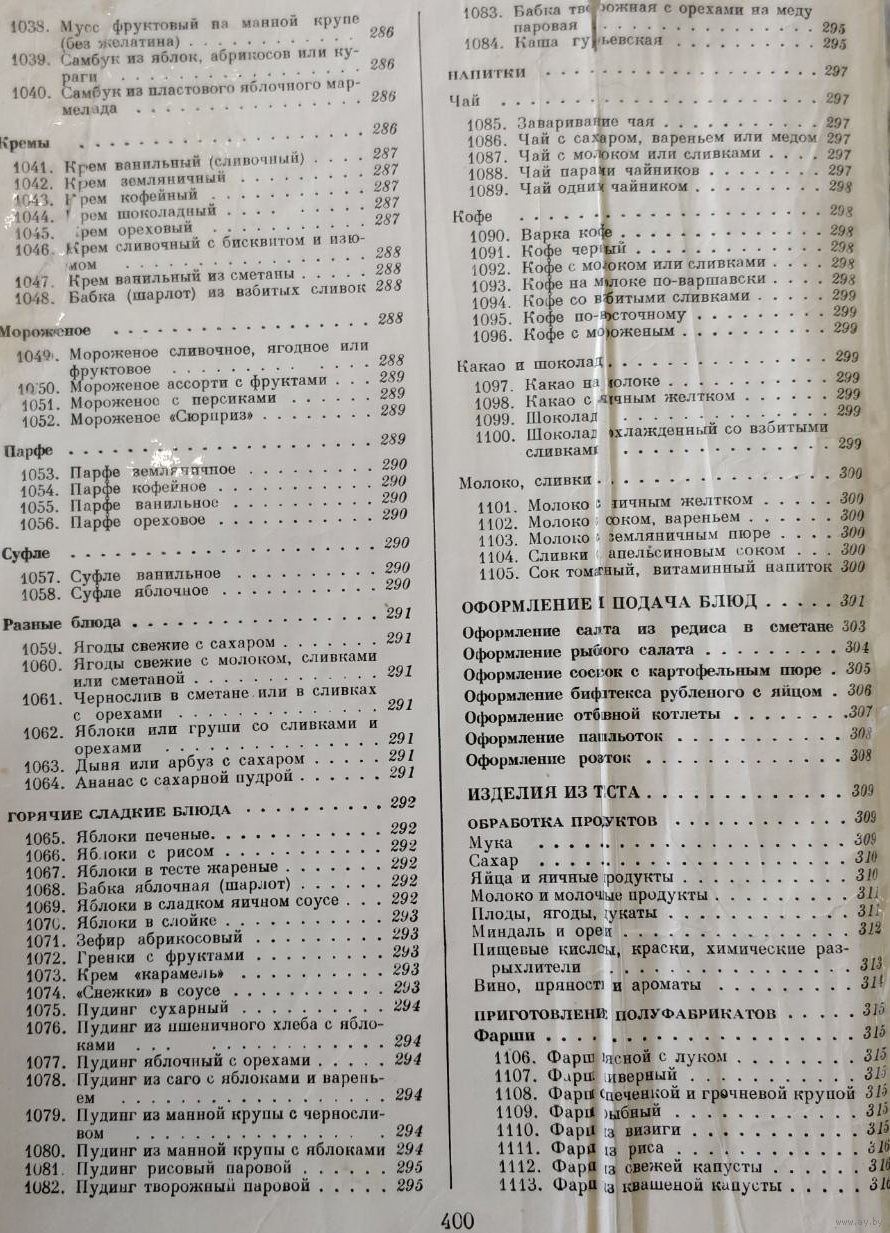 1038. Мусс фруктовый на манной крупе
(без желатина) . . . . . . . . . . 286
1039. Самбук из яблок, абрикосов или ку-
раги . . . . . . . . . . . . . . 286
1040. Самбук из пластового яблочного мар-
мелада . . . . . . . . . . . . . 286
Кремы . . . . . . . . . . . . . . . 286
1041. Крем ванильный (сливочный) . . . . 287
1042. Крем земляничный . . . . . . . . 287
1043. Крем кофейный . . . . . . . . . 287
1044. Крем шоколадный . . . . . . . . 287
1045. Крем ореховый . . . . . . . . . 287
1046. Крем сливочный с бисквитом и изю-
мом . . . . . . . . . . . . . . 288
1047. Крем ванильный из сметаны . . . . . 288
1048. Бабка (шарлот) из взбитых сливок 288
Мороженое . . . . . . . . . . . . . 288
1049. Мороженое сливочное, ягодное или
фруктовое . . . . . . . . . . . . 288
1050. Мороженое ассорти с фруктами . . . 289
1051. Мороженое с персиками . . . . . . 289
1052. Мороженое «Сюрприз» . . . . . . . 289
Парфе . . . . . . . . . . . . . . . 289
1053. Парфе земляничное . . . . . . . . 290
1054. Парфе кофейное . . . . . . . . . 290
1055. Парфе ванильное . . . . . . . . . 290
1056. Парфе ореховое . . . . . . . . . 290
Суфле . . . . . . . . . . . . . . . 290
1057. Суфле ванильное . . . . . . . . . 290
1058. Суфле яблочное . . . . . . . . . 290
Разные блюда . . . . . . . . . . . . 291
1059. Ягоды свежие с сахаром . . . . . . 291
1060. Ягоды свежие с молоком, сливками
или сметаной . . . . . . . . . . . 291
1061. Чернослив в сметане или в сливках
с орехами . . . . . . . . . . . . 291
1062. Яблоки или груши со сливками и
орехами . . . . . . . . . . . . . 291
1063. Дыня или арбуз с сахаром . . . . . 291
1064. Ананас с сахарной пудрой . . . . . . 291
ГОРЯЧИЕ СЛАДКИЕ БЛЮДА . . . . . . . . . 292
1065. Яблоки печеные. . . . . . . . . . . 292
1066. Яблоки с рисом . . . . . . . . . . 292
1067. Яблоки в тесте жареные . . . . . . 292
1068. Бабка яблочная (шарлот) . . . . . . 292
1069. Яблоки в сладком яичном соусе . . . 292
1070. Яблоки в слойке . . . . . . . . . . 293
1071. Зефир абрикосовый . . . . . . . . 293
1072. Гренки с фруктами . . . . . . . . 293
1073. Крем «карамель» . . . . . . . . . 293
1074. «Снежки» в соусе . . . . . . . . . 293
1075. Пудинг сухарный . . . . . . . . . 294
1076. Пудинг из пшеничного хлеба с ябло-
ками . . . . . . . . . . . . . . 294
1077. Пудинг яблочный с орехами . . . . . 294
1078. Пудинг из саго с яблоками и варень-
ем . . . . . . . . . . . . . . . 294
1079. Пудинг из манной крупы с черносли-
вом . . . . . . . . . . . . . . 294
1080. Пудинг из манной крупы с яблоками 294
1081. Пудинг рисовый паровой . . . . . . 295
1082. Пудинг творожный паровой . . . . . 295
1083. Бабка творожная с орехами на меду
паровая . . . . . . . . . . . . . 295
1084. Каша гурьевская . . . . . . . . . 295
НАПИТКИ . . . . . . . . . . . . . . 297
Чай . . . . . . . . . . . . . . . . 297
1085. Заваривание чая . . . . . . . . . 297
1086. Чай с сахаром, вареньем или медом 297
1087. Чай с молоком или сливками . . . . 297
1088. Чай парами чайников . . . . . . . 297
1089. Чай одним чайником . . . . . . . . 298
Кофе . . . . . . . . . . . . . . . 298
1090. Варка кофе . . . . . . . . . . . 298
1091. Кофе черный . . . . . . . . . . . 298
1092. Кофе с молоком или сливками . . . . 298
1093. Кофе на молоке по-варшавски . . . . 298
1094. Кофе со взбитыми сливками . . . . . 299
1095. Кофе по-восточному . . . . . . . . 299
1096. Кофе с мороженым . . . . . . . . . 299
Какао и шоколад . . . . . . . . . . . 299
1097. Какао на молоке . . . . . . . . . 299
1098. Какао с яичным желтком . . . . . . 299
1099. Шоколад . . . . . . . . . . . . 299
1100. Шоколад охлажденный со взбитыми
сливками . . . . . . . . . . . . 299
Молоко, сливки . . . . . . . . . . . 300
1101. Молоко с яичным желтком . . . . . 300
1102. Молоко с соком, вареньем . . . . . . 300
1103. Молоко с земляничным пюре . . . . 300
1104. Сливки с апельсиновым соком . . . 300
1105. Сок томатный, витаминный напиток 300
ОФОРМЛЕНИЕ И ПОДАЧА БЛЮД . . . . . 301
Оформление салата из редиса в сметане 303
Оформление рыбного салата . . . . . . . . 304
Оформление сосисок с картофельным пюре . 305
Оформление бифштекса рубленого с яйцом . 306
Оформление отбивной котлеты . . . . . . . 307
Оформление папильоток . . . . . . . . . . 308
Оформление розеток . . . . . . . . . . . 308
ИЗДЕЛИЯ ИЗ ТЕСТА . . . . . . . . . . . 309
ОБРАБОТКА ПРОДУКТОВ . . . . . . . . . . 309
Мука . . . . . . . . . . . . . . . . 309
Сахар . . . . . . . . . . . . . . . 310
Яйца и яичные продукты . . . . . . . . . 310
Молоко и молочные продукты . . . . . . . . 311
Плоды, ягоды, цукаты . . . . . . . . . . 311
Миндаль и орехи . . . . . . . . . . . . 312
Пищевые кислоты, краски, химические раз-
рыхлители . . . . . . . . . . . . . 313
Вино, пряности и ароматы . . . . . . . . 314
ПРИГОТОВЛЕНИЕ ПОЛУФАБРИКАТОВ . . . . . 315
Фарши . . . . . . . . . . . . . . . 315
1106. Фарш мясной с луком . . . . . . . . 315
1107. Фарш ливерный . . . . . . . . . . 315
1108. Фарш с печенкой и гречневой крупой 315
1109. Фарш рыбный . . . . . . . . . . . 315
1110. Фарш из визиги . . . . . . . . . . 315
1111. Фарш из риса . . . . . . . . . . . 316
1112. Фарш из свежей капусты . . . . . . 316
1113. Фарш из квашеной капусты . . . . . 316
400
www.ay.by